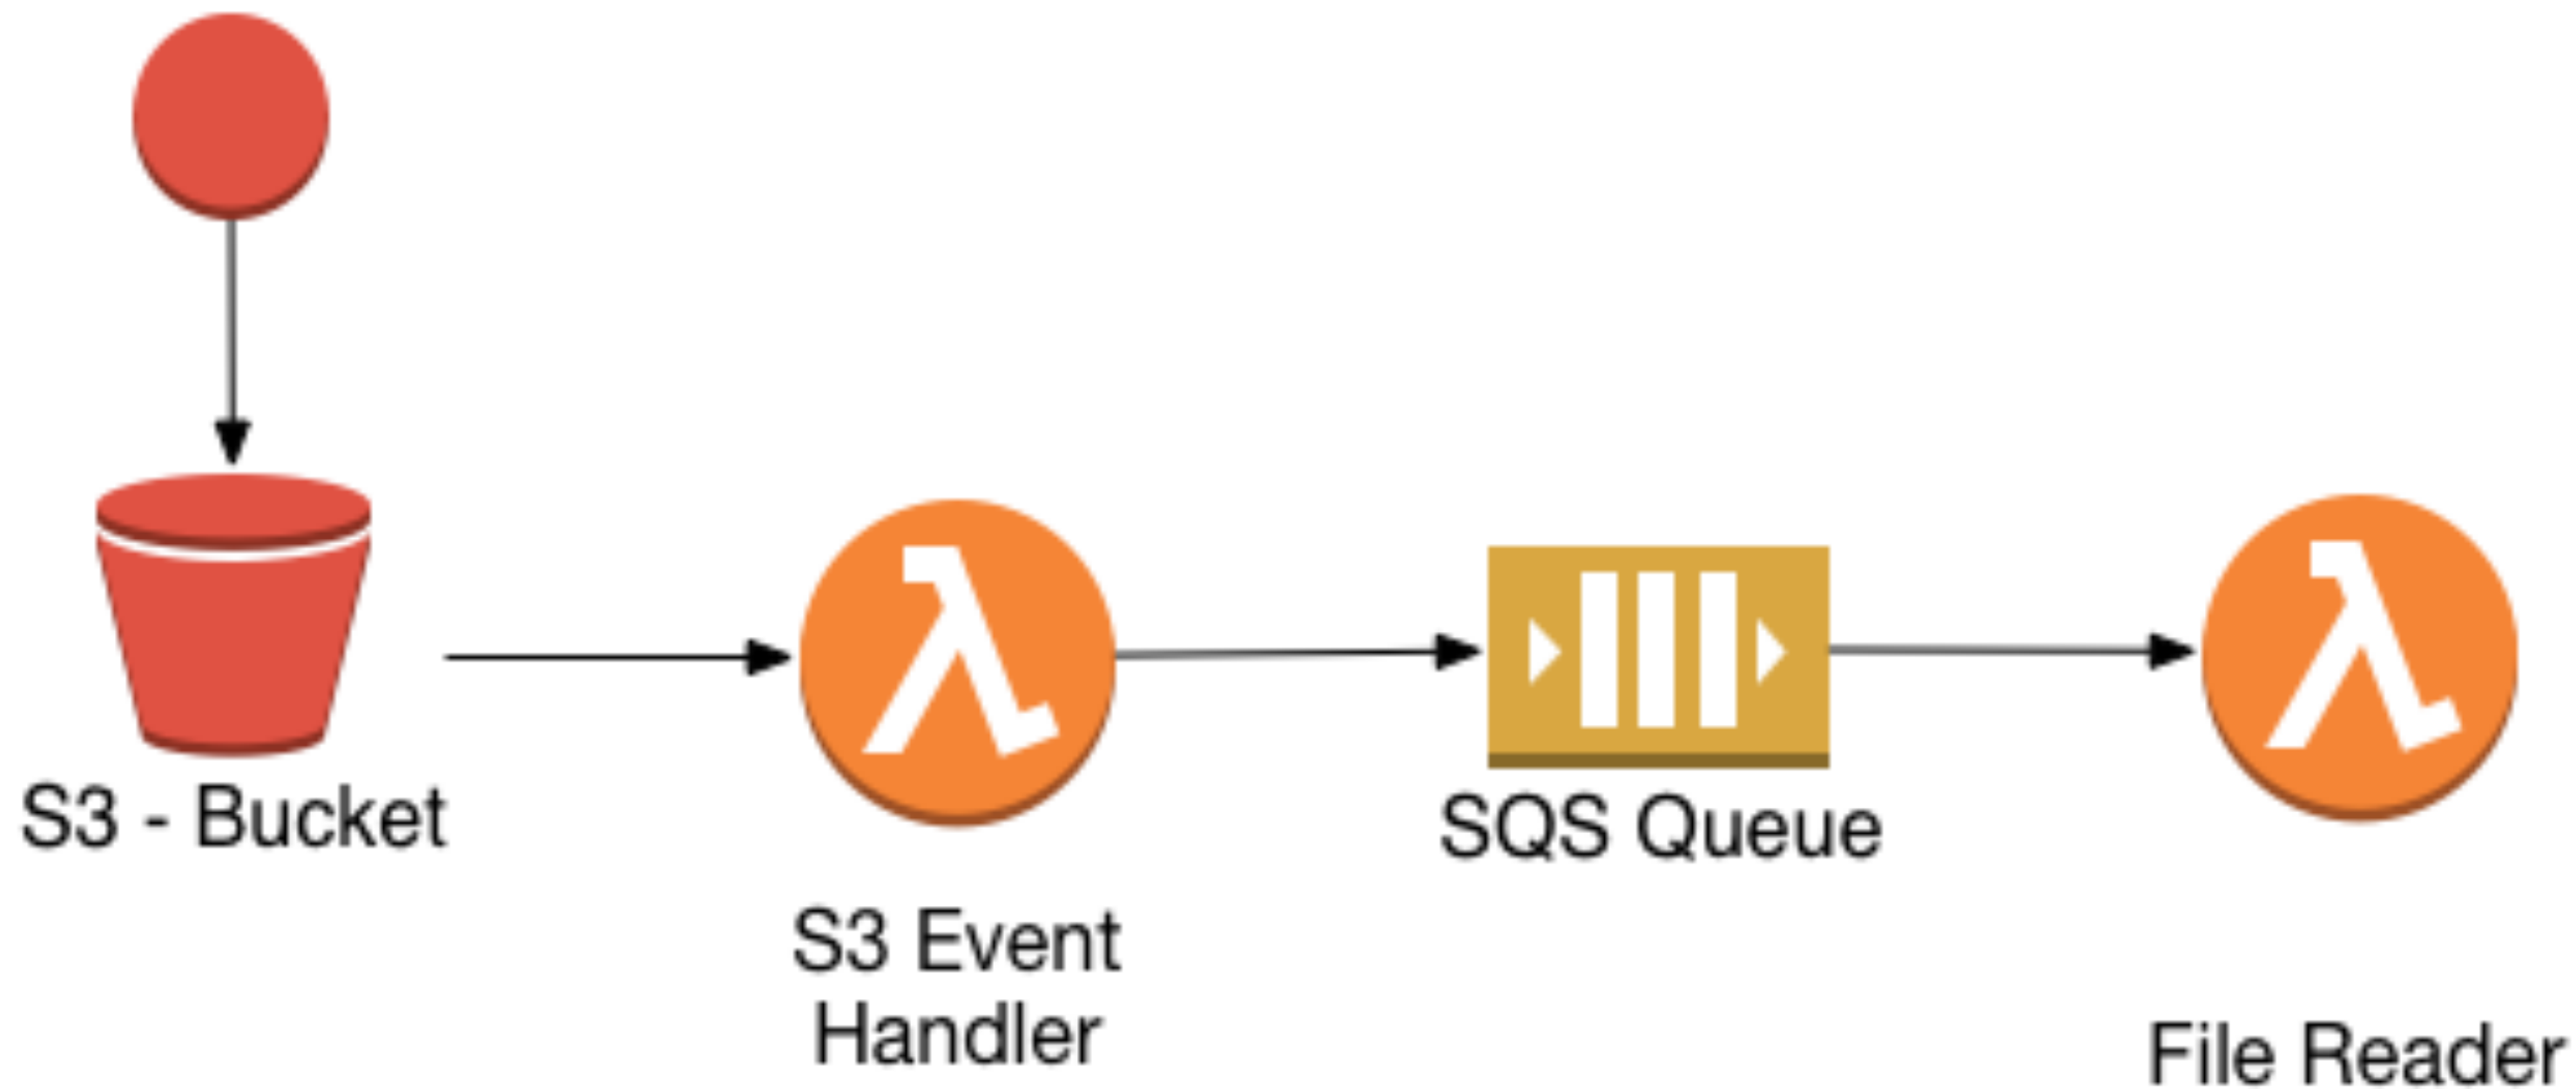 S3 - Bucket
S3 Event
Handler
SQS Queue
File Reader